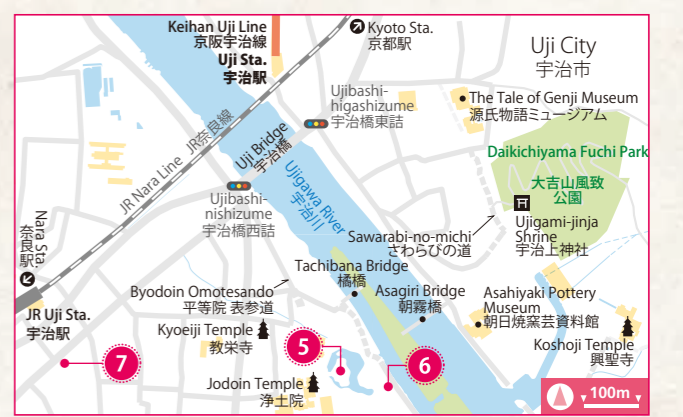 Keihan Uji Line
京阪宇治線
Uji Sta.
宇治駅
Kyoto Sta.
京都駅
Uji City
宇治市
Ujibashi-
higashizume
宇治橋東詰
The Tale of Genji Museum
源氏物語ミュージアム
JR Nara Line JR奈良線
Uji Bridge
宇治橋
Ujigawa River
宇治川
Daikichiyama Fuchi Park
大吉山風致
公園
Ujibashi-
nishizume
宇治橋西詰
Ujigami-jinja
Shrine
宇治上神社
Sawarabi-no-michi
さわらびの道
Nara Sta.
奈良駅
Tachibana Bridge
橘橋
Byodoin Omotesando
平等院 表参道
Asagiri Bridge
朝霧橋
Asahiyaki Pottery
Museum
朝日焼窯芸資料館
JR Uji Sta.
宇治駅
Kyoeiji Temple
教栄寺
Koshoji Temple
興聖寺
5
6
7
Jodoin Temple
浄土院
100m